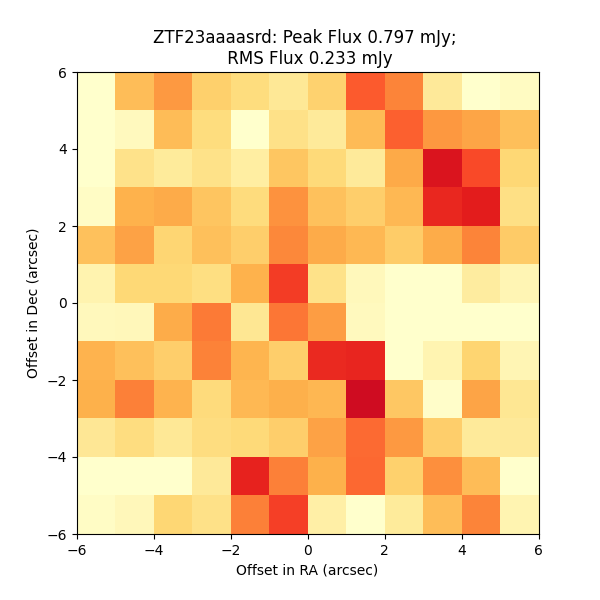 ZTF23aaaasrd: Peak Flux 0.797 mJy;
RMS Flux 0.233 mJy
6
4
2
0
−2
−4
−6
Offset in Dec (arcsec)
−6 −4 −2 0 2 4 6
Offset in RA (arcsec)